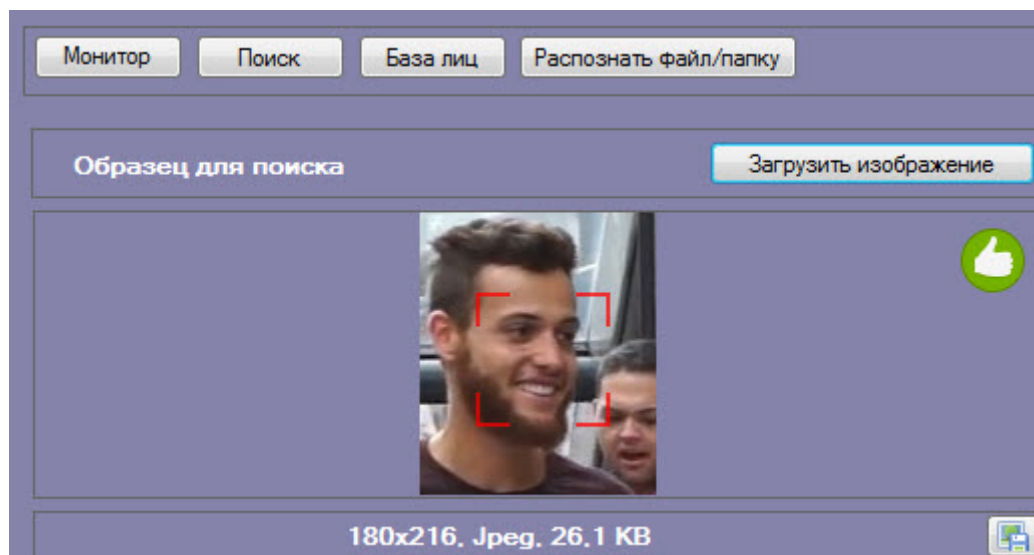 Монитор Поиск База лиц Распознать файл/папку
Образец для поиска Загрузить изображение
180x216, Jpeg, 26,1 KB